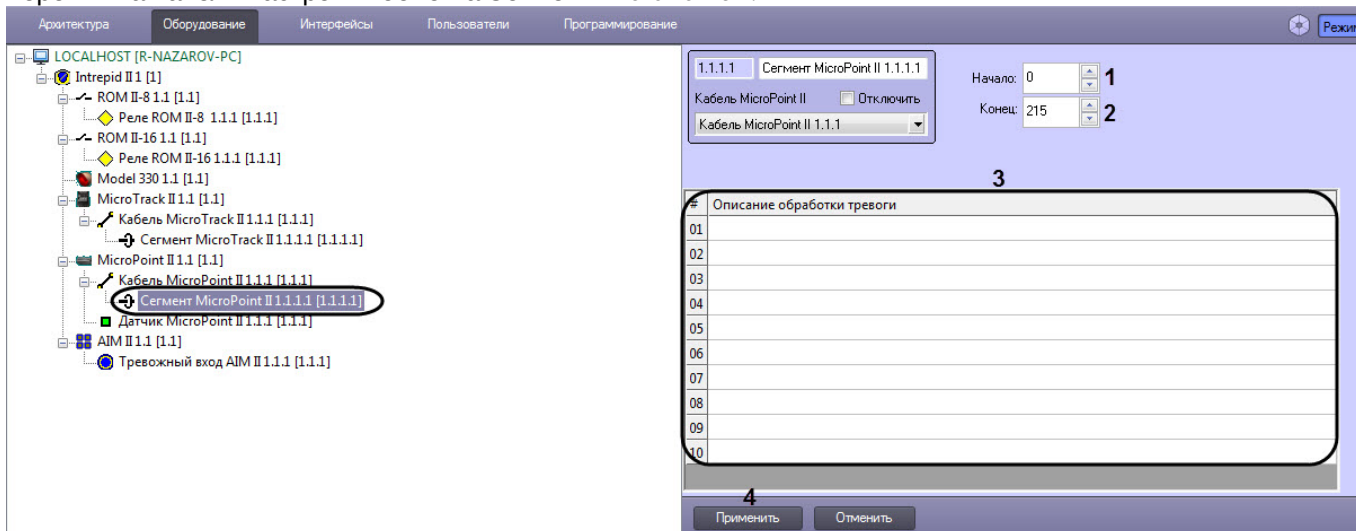 Архитектура Оборудование Интерфейсы Пользователи Программирование
LOCALHOST [R-NAZAROV-PC]
Intrepid II 1 [1]
ROM II-8 1.1 [1.1]
Реле ROM II-8 1.1.1 [1.1.1]
ROM II-16 1.1 [1.1]
Реле ROM II-16 1.1.1 [1.1.1]
Model 330 1.1 [1.1]
MicroTrack II 1.1 [1.1]
Кабель MicroTrack II 1.1.1 [1.1.1]
Сегмент MicroTrack II 1.1.1.1 [1.1.1.1]
MicroPoint II 1.1 [1.1]
Кабель MicroPoint II 1.1.1 [1.1.1]
Сегмент MicroPoint II 1.1.1.1 [1.1.1.1]
Датчик MicroPoint II 1.1.1 [1.1.1]
AIM II 1.1 [1.1]
Тревожный вход AIM II 1.1.1 [1.1.1]
1.1.1.1 Сегмент MicroPoint II 1.1.1.1
Кабель MicroPoint II Отключить
Кабель MicroPoint II 1.1.1
Начало: 0 1
Конец: 215 2
3
# Описание обработки тревоги
01
02
03
04
05
06
07
08
09
10
4
Применить Отменить